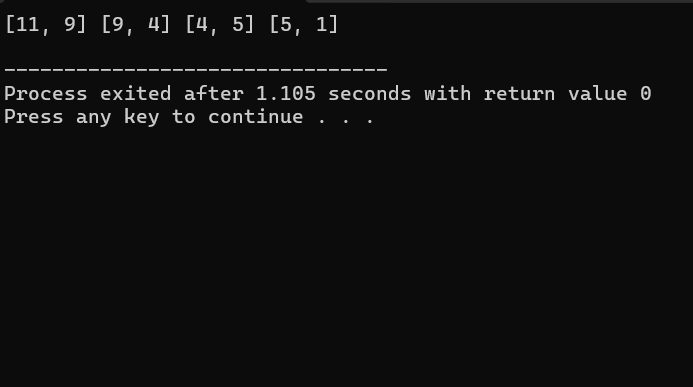 [11, 9] [9, 4] [4, 5] [5, 1]
--------------------------------
Process exited after 1.105 seconds with return value 0
Press any key to continue . . .